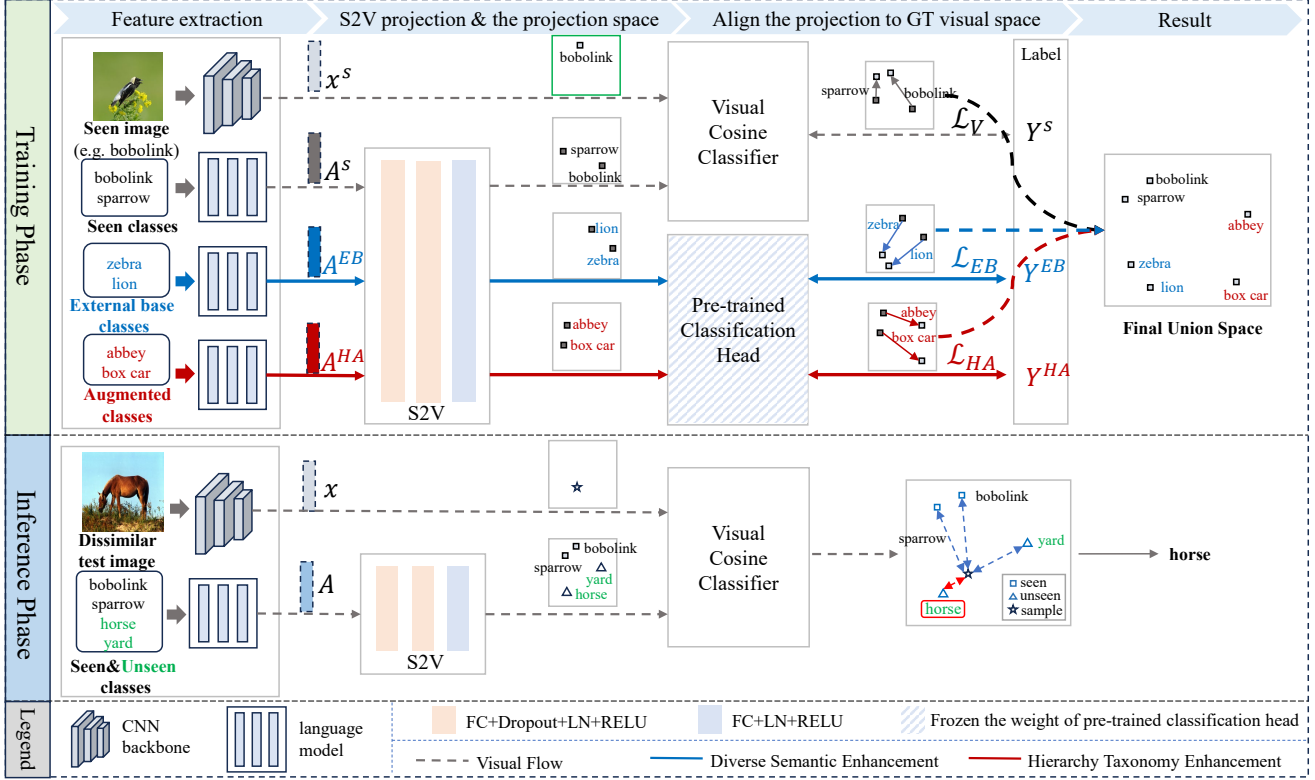 Feature extraction
S2V projection & the projection space
Align the projection to GT visual space
Result
Training Phase
Seen image
(e.g. bobolink)
bobolink
sparrow
Seen classes
zebra
lion
External base
classes
abbey
box car
Augmented
classes
x^s
A^s
A^{EB}
A^{HA}
S2V
bobolink
sparrow
bobolink
lion
zebra
abbey
box car
Visual
Cosine
Classifier
Pre-trained
Classification
Head
sparrow
bobolink
ℒ_V
zebra
lion
ℒ_{EB}
abbey
box car
ℒ_{HA}
Label
Y^s
Y^{EB}
Y^{HA}
bobolink
sparrow
abbey
zebra
lion
box car
Final Union Space
Inference Phase
Dissimilar
test image
bobolink
sparrow
horse
yard
Seen&Unseen
classes
x
A
S2V
bobolink
sparrow
yard
horse
Visual
Cosine
Classifier
bobolink
sparrow
yard
horse
seen
unseen
sample
horse
Legend
CNN
backbone
language
model
FC+Dropout+LN+RELU
FC+LN+RELU
Frozen the weight of pre-trained classification head
Visual Flow
Diverse Semantic Enhancement
Hierarchy Taxonomy Enhancement